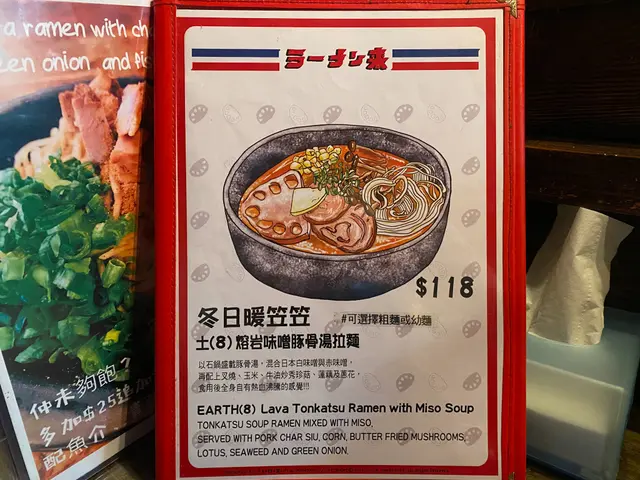 ramen with
een onion and
仲未夠飽？
多加$25
配魚介
ラーメン来
$118
冬日暖笠笠
#可選擇粗麵或幼麵
土(8) 熔岩味噌豚骨湯拉麵
以石鍋盛載豚骨湯，混合日本白味噌與赤味噌，
再配上叉燒、玉米、牛油炒秀珍菇、蓮藕及蔥花，
食用後全身自有熱血沸騰的感覺!!!
EARTH(8) Lava Tonkatsu Ramen with Miso Soup
TONKATSU SOUP RAMEN MIXED WITH MISO,
SERVED WITH PORK CHAR SIU, CORN, BUTTER FRIED MUSHROOMS,
LOTUS, SEAWEED AND GREEN ONION.